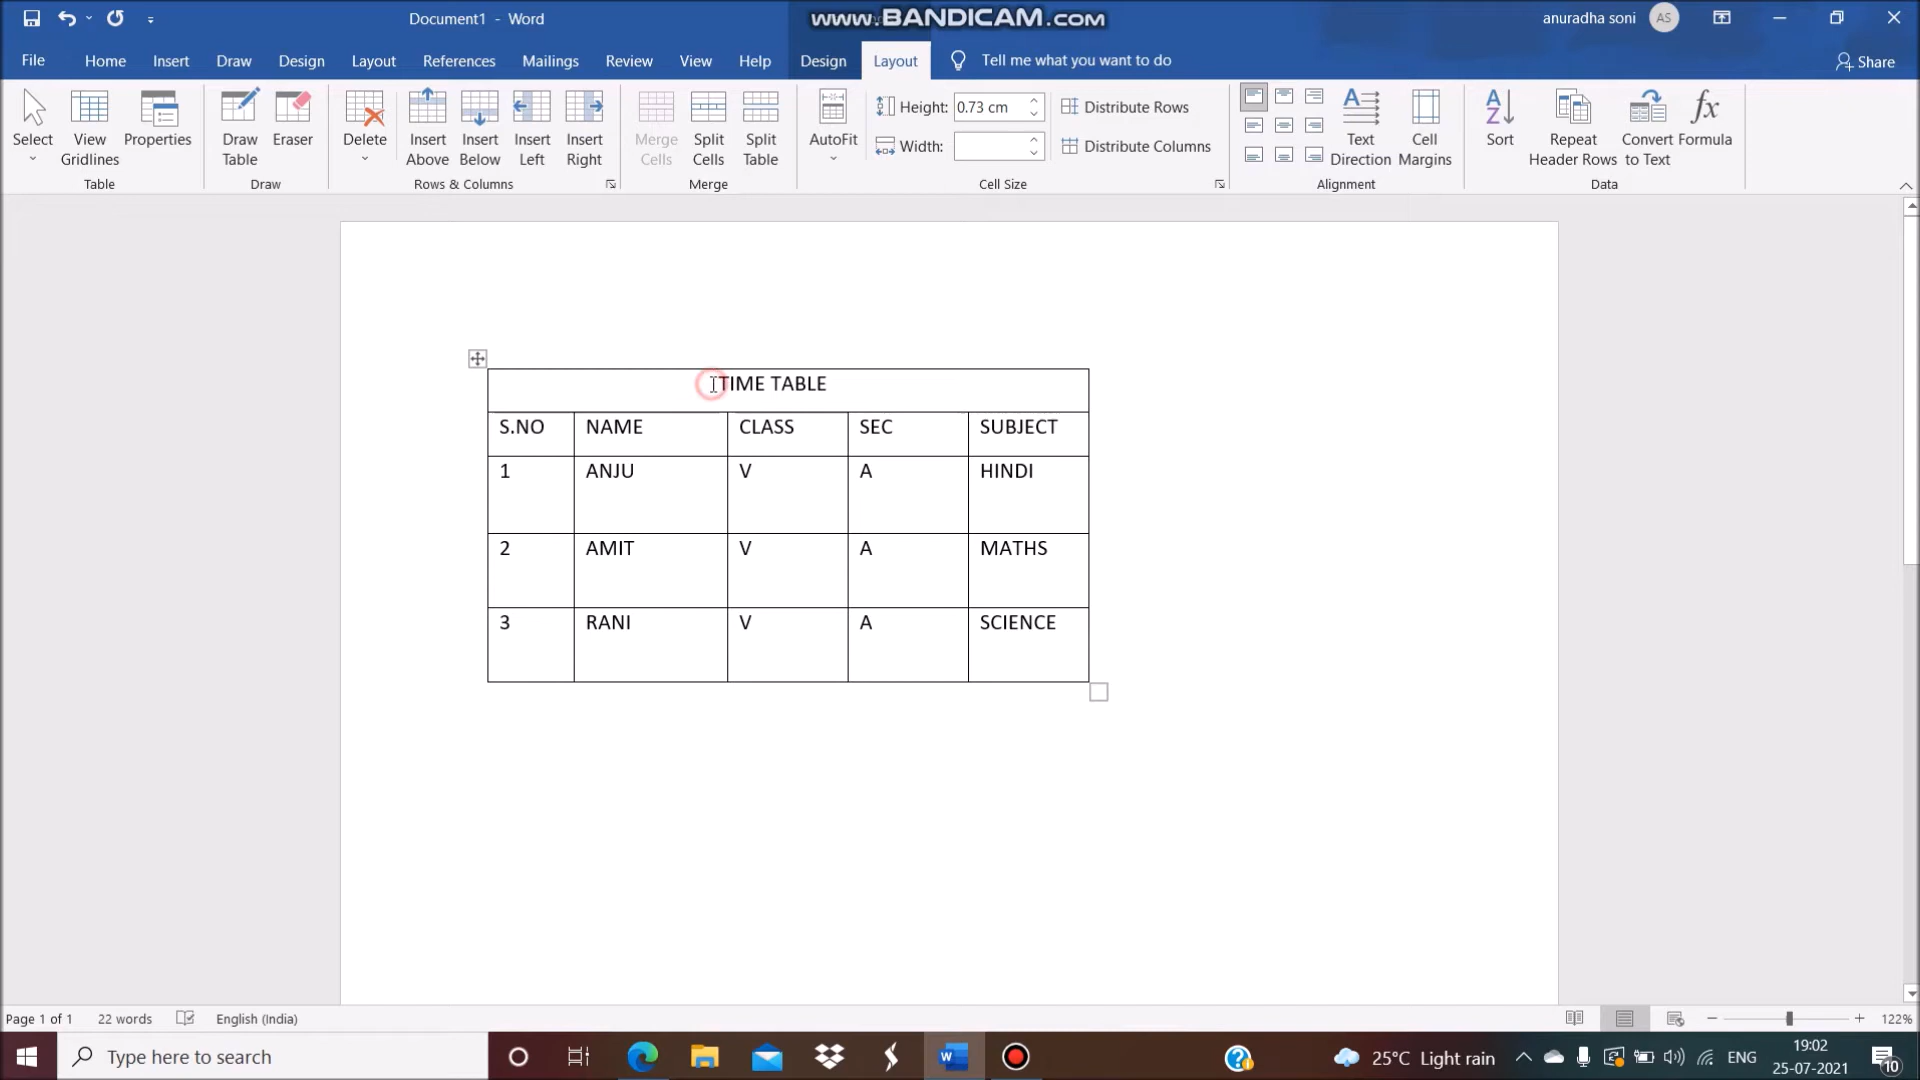 Document1 - Word
www.BANDICAM.com
anuradha soni AS
File Home Insert Draw Design Layout References Mailings Review View Help Design Layout Tell me what you want to do Share
Select
View Gridlines
Properties
Table
Draw Table
Eraser
Draw
Delete
Insert Above
Insert Below
Insert Left
Insert Right
Rows & Columns
Merge Cells
Split Cells
Split Table
Merge
AutoFit
Height: 0.73 cm
Width:
Distribute Rows
Distribute Columns
Cell Size
Text Direction
Cell Margins
Alignment
Sort
Repeat Header Rows
Convert to Text
Formula
Data
TIME TABLE
S.NO NAME CLASS SEC SUBJECT
1 ANJU V A HINDI
2 AMIT V A MATHS
3 RANI V A SCIENCE
Page 1 of 1 22 words English (India) 122%
Type here to search
25°C Light rain
ENG
19:02
25-07-2021
10